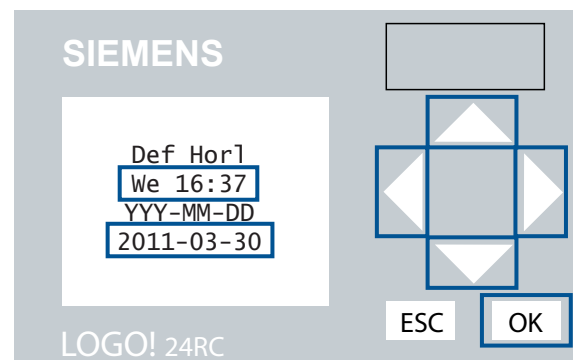 SIEMENS
Def Horl
We 16:37
YYY-MM-DD
2011-03-30
ESC OK
LOGO! 24RC